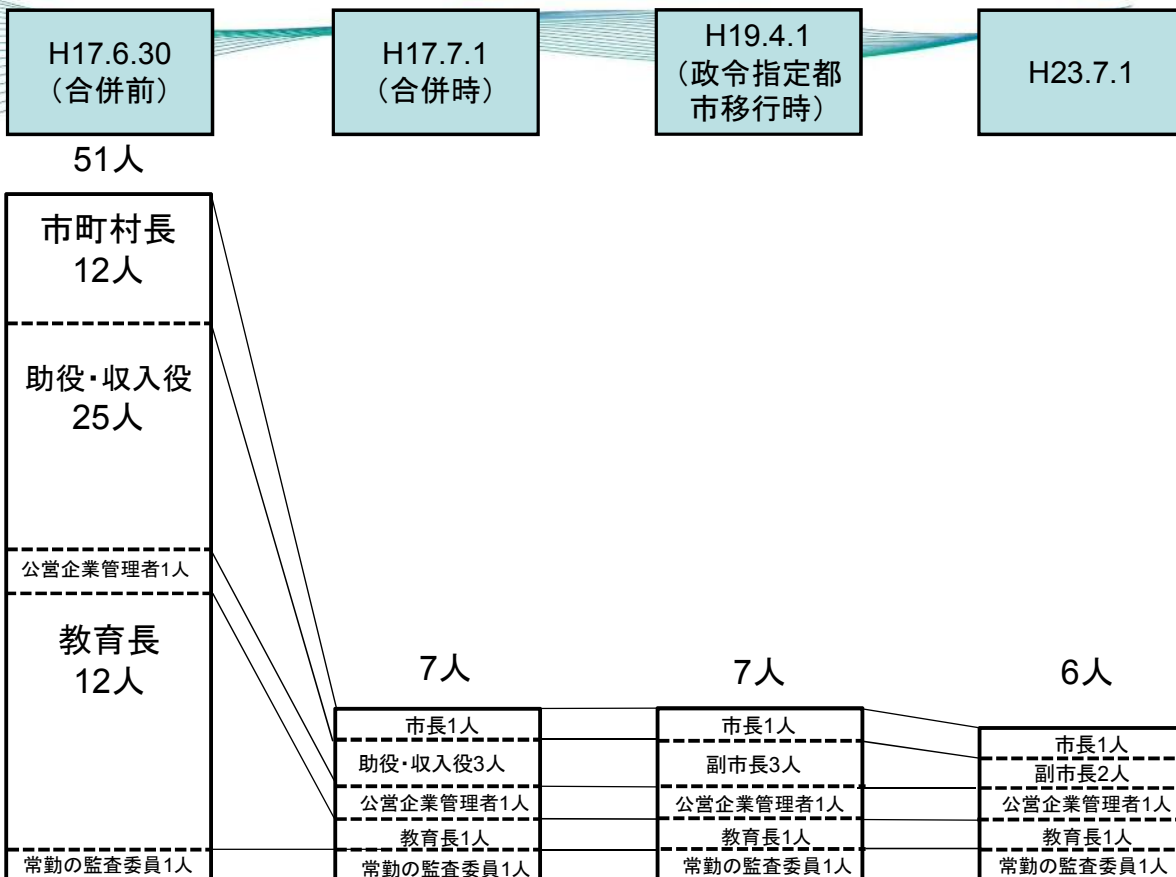 H17.6.30
（合併前）
H17.7.1
（合併時）
H19.4.1
（政令指定都
市移行時）
H23.7.1
51人
市町村長
12人
助役・収入役
25人
公営企業管理者1人
教育長
12人
常勤の監査委員1人
7人
市長1人
助役・収入役3人
公営企業管理者1人
教育長1人
常勤の監査委員1人
7人
市長1人
副市長3人
公営企業管理者1人
教育長1人
常勤の監査委員1人
6人
市長1人
副市長2人
公営企業管理者1人
教育長1人
常勤の監査委員1人